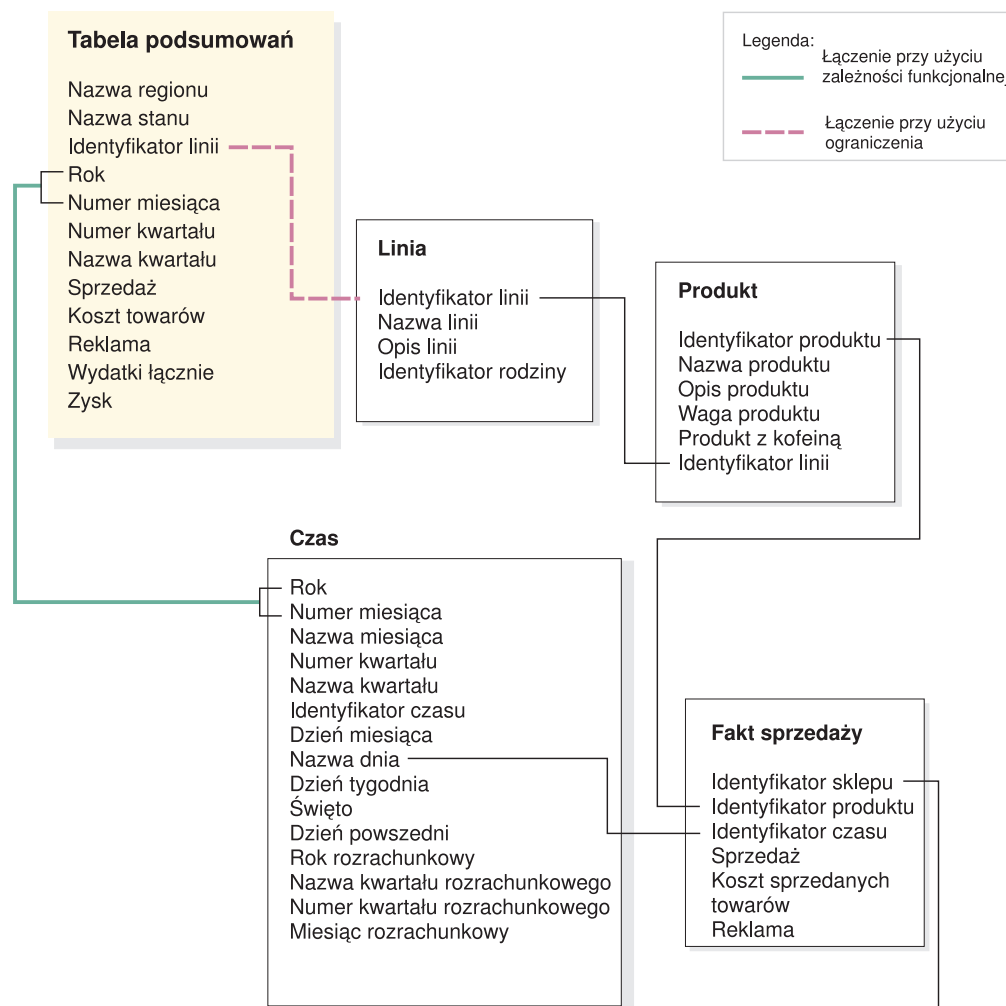 Tabela podsumowań
Nazwa regionu
Nazwa stanu
Identyfikator linii
Rok
Numer miesiąca
Numer kwartału
Nazwa kwartału
Sprzedaż
Koszt towarów
Reklama
Wydatki łącznie
Zysk
Legenda:
Łączenie przy użyciu
zależności funkcjonalnej
Łączenie przy użyciu
ograniczenia
Linia
Identyfikator linii
Nazwa linii
Opis linii
Identyfikator rodziny
Produkt
Identyfikator produktu
Nazwa produktu
Opis produktu
Waga produktu
Produkt z kofeiną
Identyfikator linii
Czas
Rok
Numer miesiąca
Nazwa miesiąca
Numer kwartału
Nazwa kwartału
Identyfikator czasu
Dzień miesiąca
Nazwa dnia
Dzień tygodnia
Święto
Dzień powszedni
Rok rozrachunkowy
Nazwa kwartału rozrachunkowego
Numer kwartału rozrachunkowego
Miesiąc rozrachunkowy
Fakt sprzedaży
Identyfikator sklepu
Identyfikator produktu
Identyfikator czasu
Sprzedaż
Koszt sprzedanych
towarów
Reklama